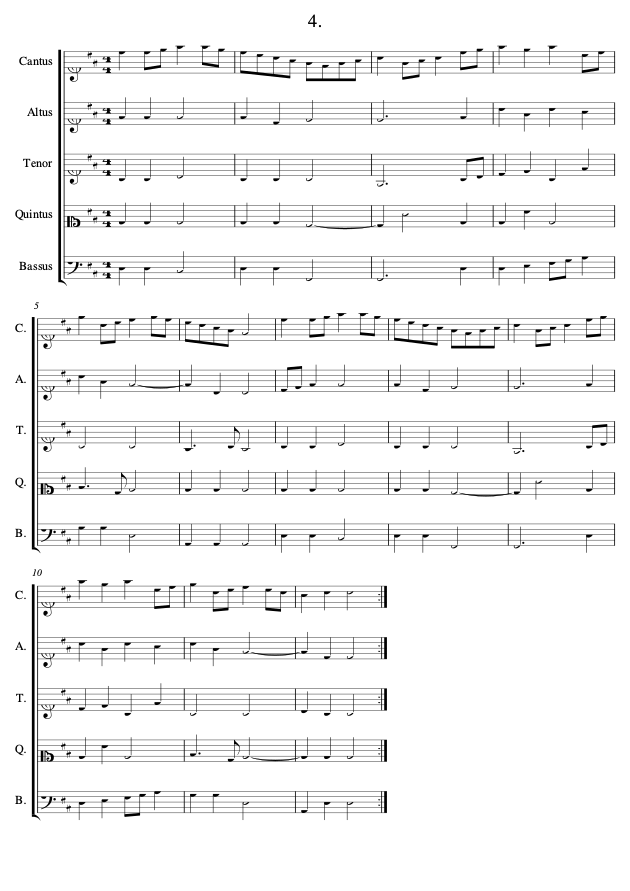 4.
Cantus
Altus
Tenor
Quintus
Bassus
5
C.
A.
T.
Q.
B.
10
C.
A.
T.
Q.
B.